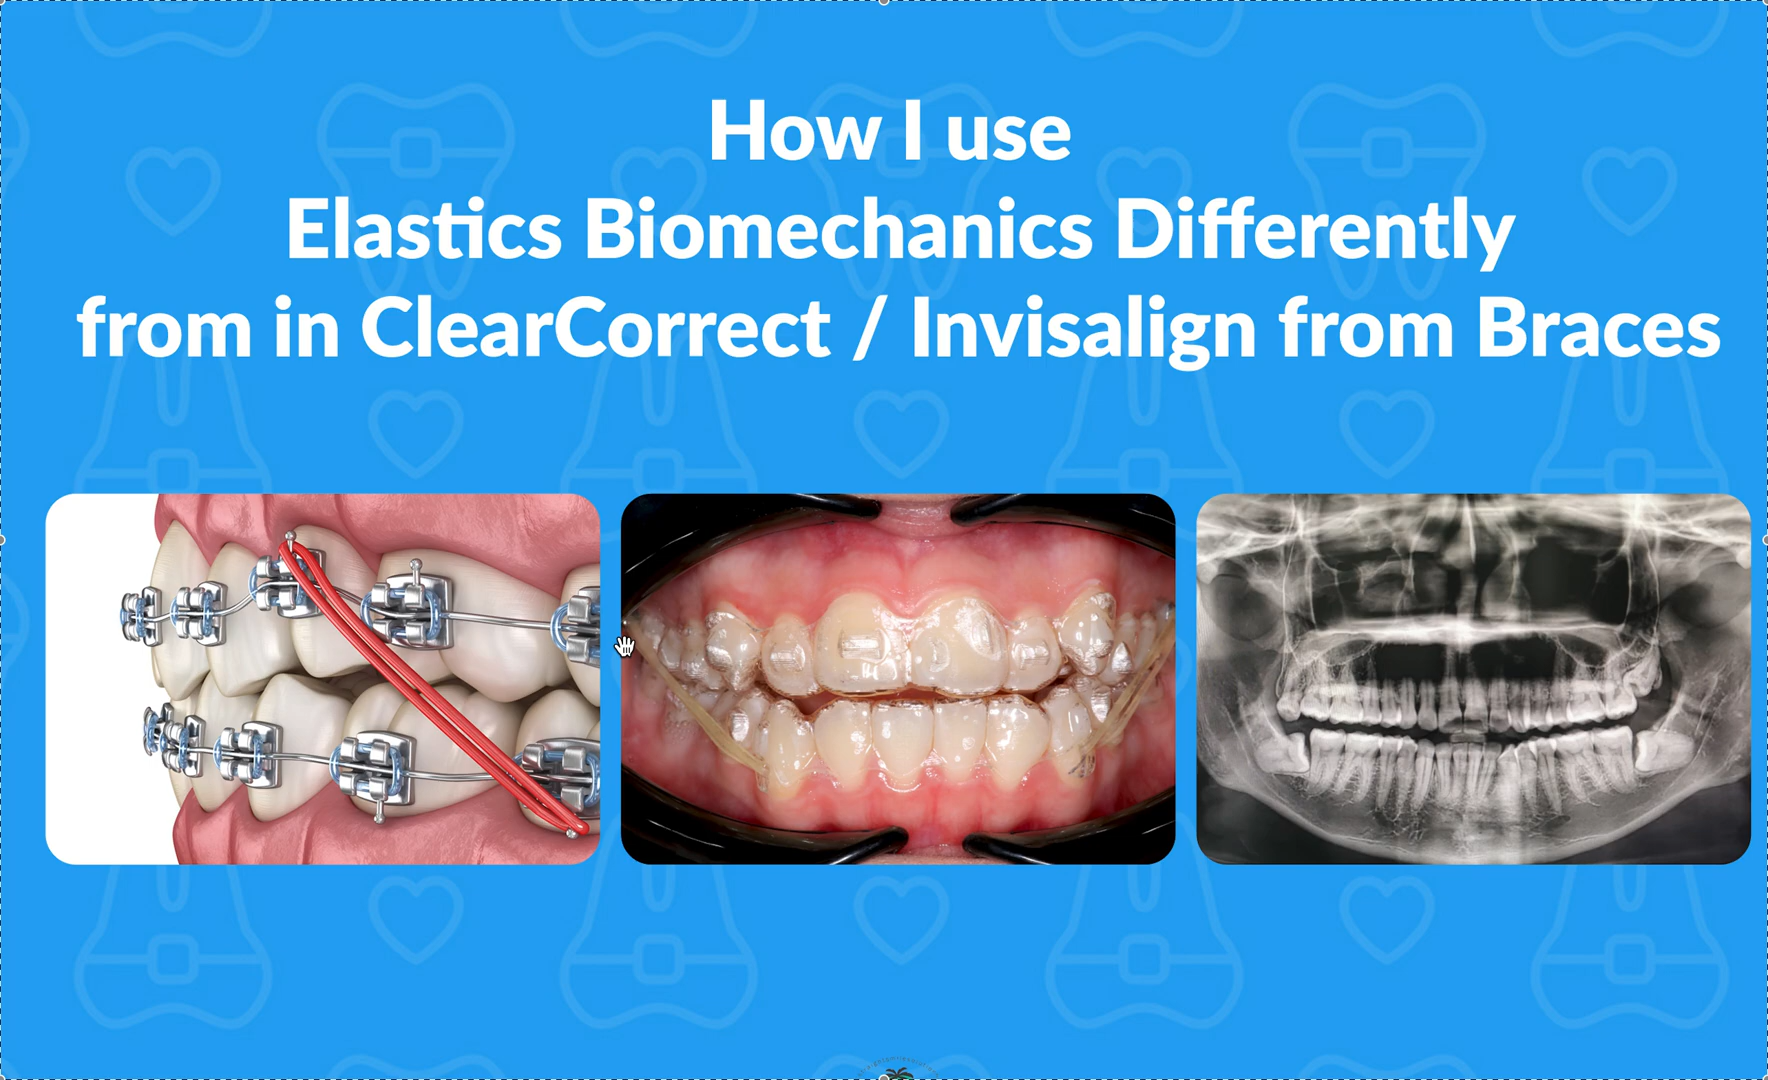 How I use
Elastics Biomechanics Differently
from in ClearCorrect / Invisalign from Braces